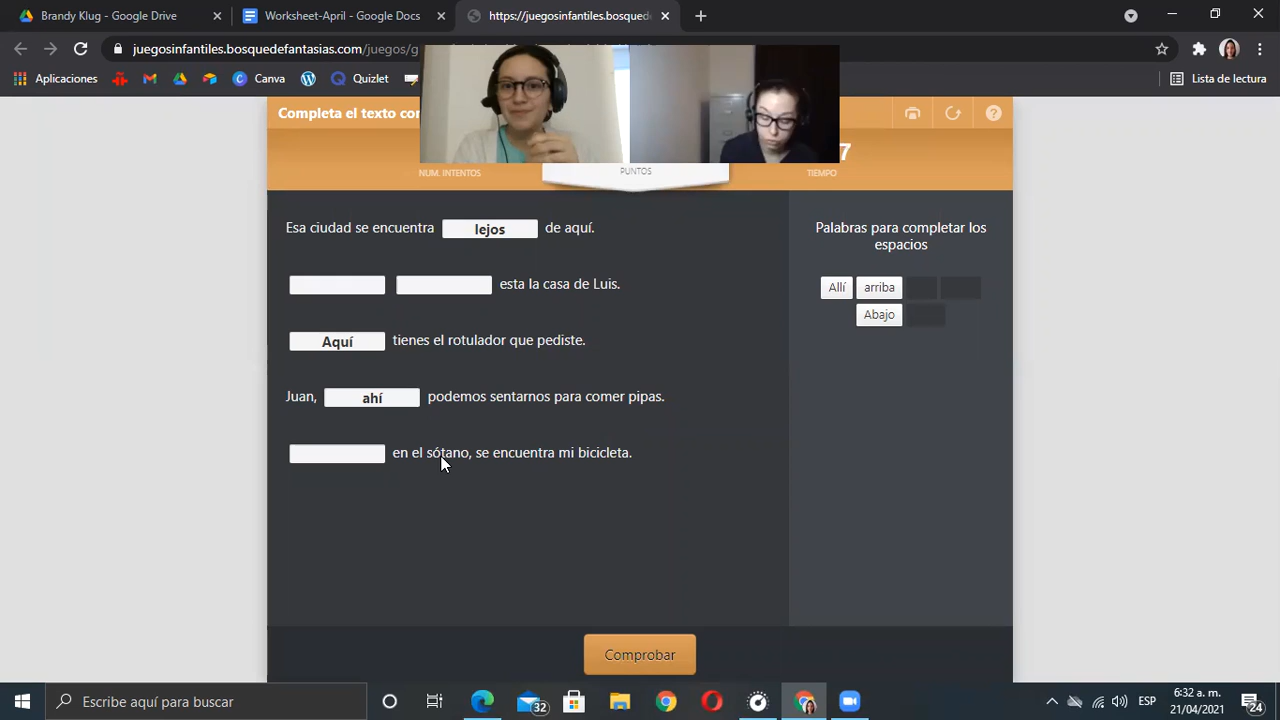 Brandy Klug - Google Drive
Worksheet-April - Google Docs
https://juegosinfantiles.bosquede
juegosinfantiles.bosquedefantasias.com/juegos/g
Aplicaciones
Canva
Quizlet
Lista de lectura
Completa el texto co
7
NUM. INTENTOS
PUNTOS
TIEMPO
Esa ciudad se encuentra lejos de aquí.
esta la casa de Luis.
Aquí tienes el rotulador que pediste.
Juan, ahí podemos sentarnos para comer pipas.
en el sótano, se encuentra mi bicicleta.
Palabras para completar los
espacios
Allí arriba
Abajo
Comprobar
Escribe aquí para buscar
32
ESP
6:32 a. m.
21/04/2021
24